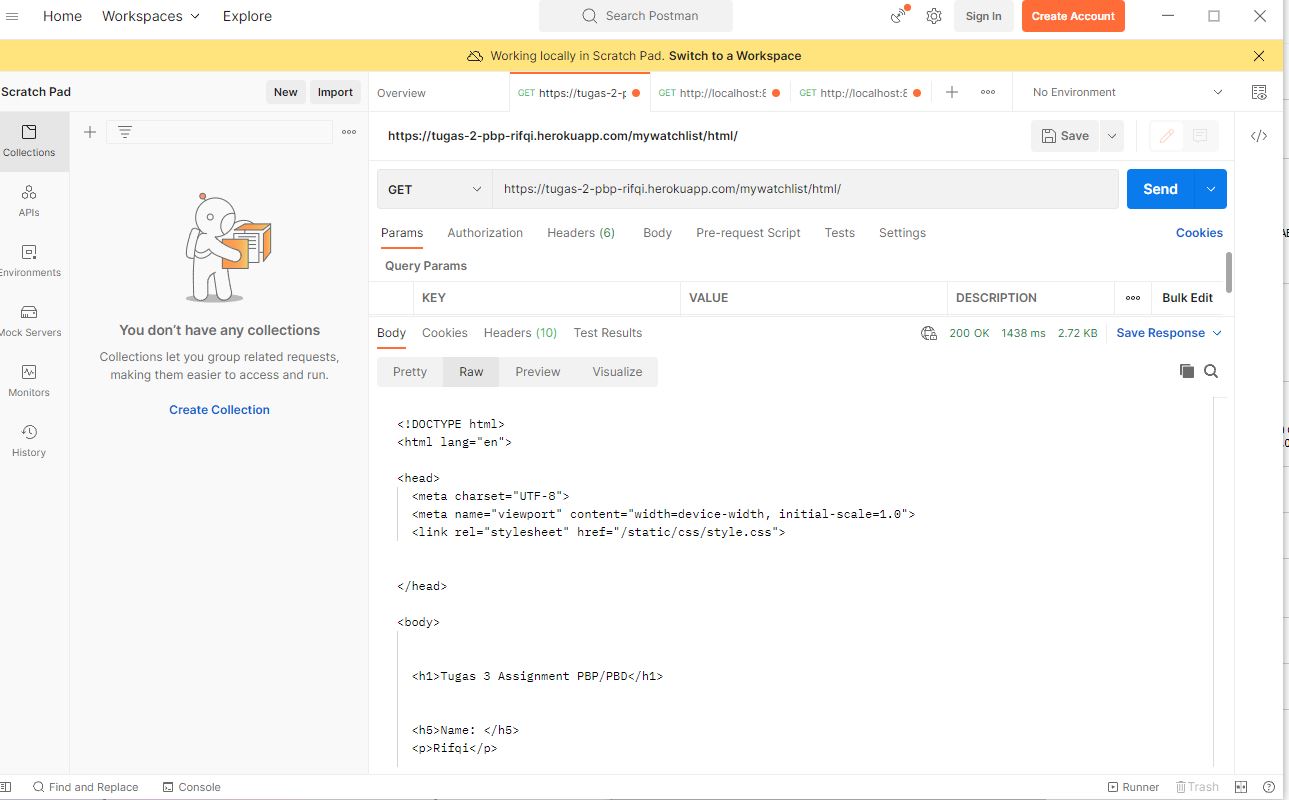 Home Workspaces Explore Search Postman Sign In Create Account
Working locally in Scratch Pad. Switch to a Workspace
Scratch Pad New Import
Overview GET https://tugas-2-p GET http://localhost:8 GET http://localhost:8 No Environment
Collections
APIs
Environments
Mock Servers
Monitors
History
You don't have any collections
Collections let you group related requests,
making them easier to access and run.
Create Collection
https://tugas-2-pbp-rifqi.herokuapp.com/mywatchlist/html/ Save
GET https://tugas-2-pbp-rifqi.herokuapp.com/mywatchlist/html/ Send
Params Authorization Headers (6) Body Pre-request Script Tests Settings Cookies
Query Params
KEY VALUE DESCRIPTION Bulk Edit
Body Cookies Headers (10) Test Results 200 OK 1438 ms 2.72 KB Save Response
Pretty Raw Preview Visualize
<!DOCTYPE html>
<html lang="en">
<head>
<meta charset="UTF-8">
<meta name="viewport" content="width=device-width, initial-scale=1.0">
<link rel="stylesheet" href="/static/css/style.css">
</head>
<body>
<h1>Tugas 3 Assignment PBP/PBD</h1>
<h5>Name: </h5>
<p>Rifqi</p>
Find and Replace Console Runner Trash